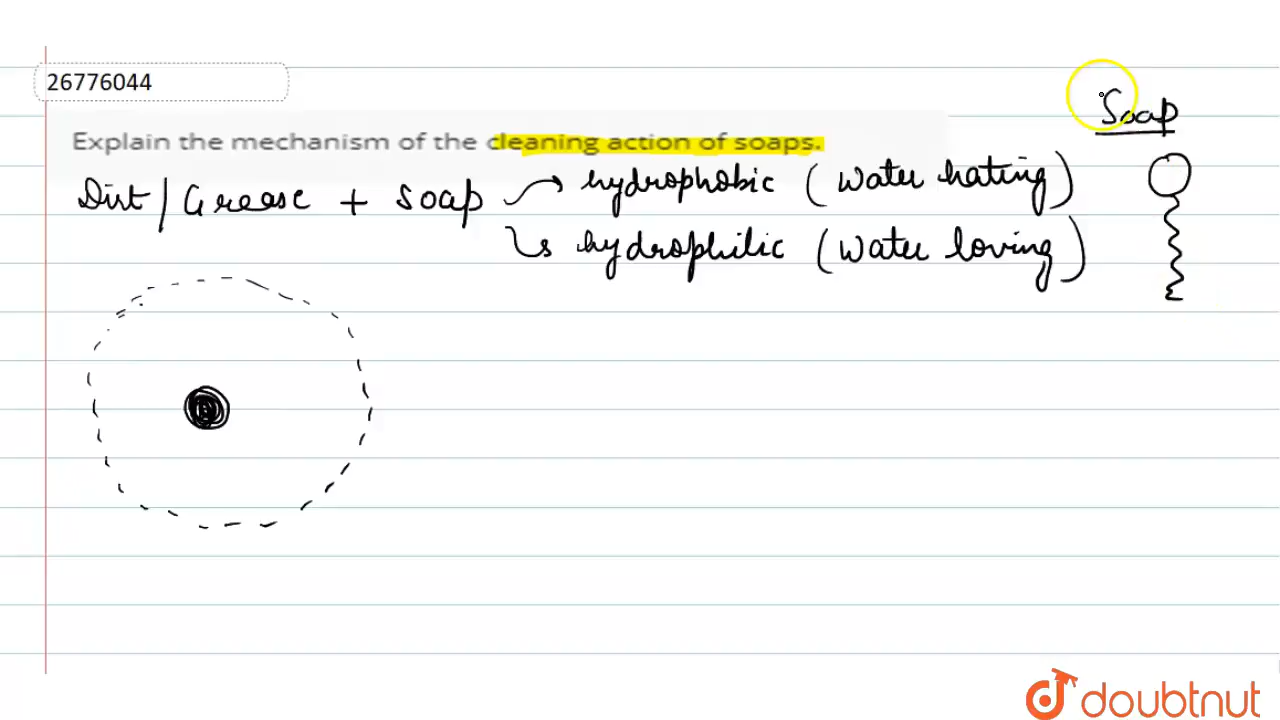 26776044
Soap
Explain the mechanism of the cleaning action of soaps.
Dirt / Grease + Soap → hydrophobic (water hating)
↳ hydrophilic (water loving)
doubtnut